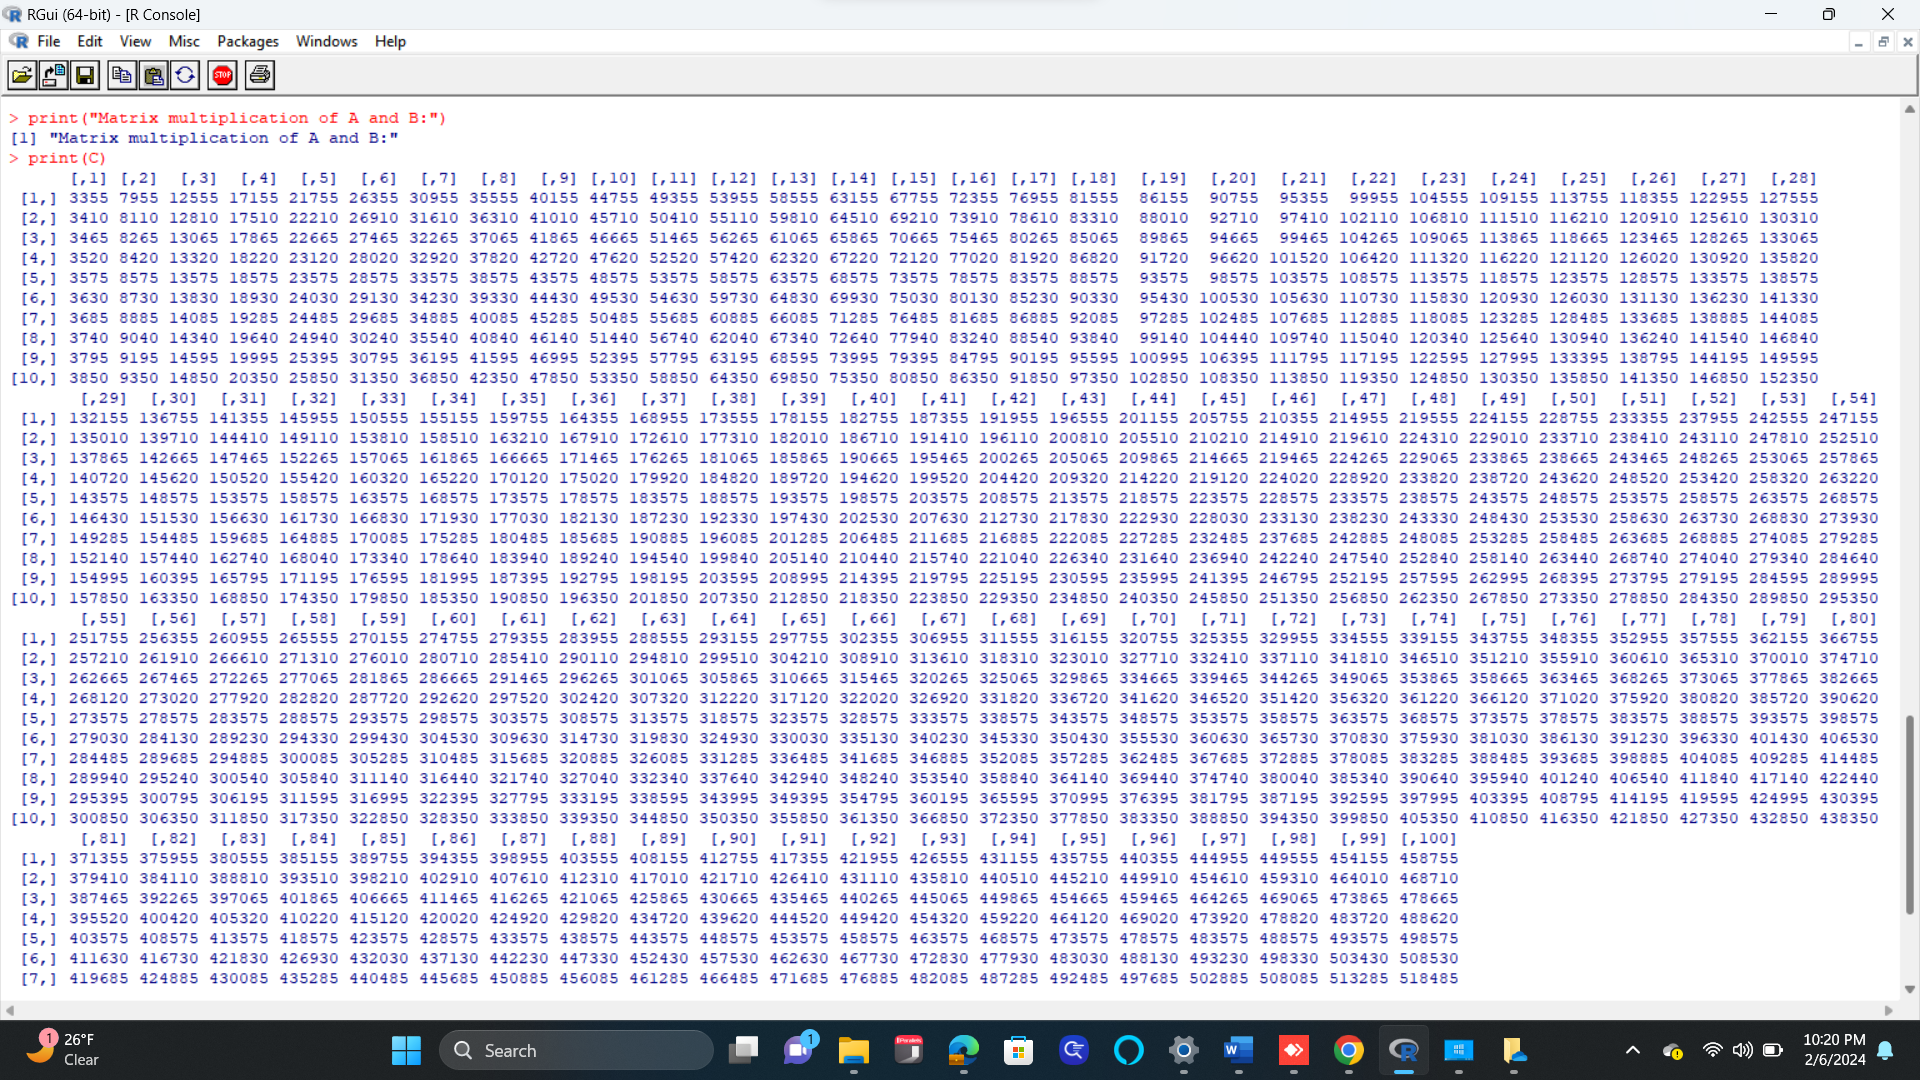 RGui (64-bit) - [R Console]
File Edit View Misc Packages Windows Help
STOP
> print("Matrix multiplication of A and B:")
[1] "Matrix multiplication of A and B:"
> print(C)
[,1] [,2] [,3] [,4] [,5] [,6] [,7] [,8] [,9] [,10] [,11] [,12] [,13] [,14] [,15] [,16] [,17] [,18] [,19] [,20] [,21] [,22] [,23] [,24] [,25] [,26] [,27] [,28]
[1,] 3355 7955 12555 17155 21755 26355 30955 35555 40155 44755 49355 53955 58555 63155 67755 72355 76955 81555 86155 90755 95355 99955 104555 109155 113755 118355 122955 127555
[2,] 3410 8110 12810 17510 22210 26910 31610 36310 41010 45710 50410 55110 59810 64510 69210 73910 78610 83310 88010 92710 97410 102110 106810 111510 116210 120910 125610 130310
[3,] 3465 8265 13065 17865 22665 27465 32265 37065 41865 46665 51465 56265 61065 65865 70665 75465 80265 85065 89865 94665 99465 104265 109065 113865 118665 123465 128265 133065
[4,] 3520 8420 13320 18220 23120 28020 32920 37820 42720 47620 52520 57420 62320 67220 72120 77020 81920 86820 91720 96620 101520 106420 111320 116220 121120 126020 130920 135820
[5,] 3575 8575 13575 18575 23575 28575 33575 38575 43575 48575 53575 58575 63575 68575 73575 78575 83575 88575 93575 98575 103575 108575 113575 118575 123575 128575 133575 138575
[6,] 3630 8730 13830 18930 24030 29130 34230 39330 44430 49530 54630 59730 64830 69930 75030 80130 85230 90330 95430 100530 105630 110730 115830 120930 126030 131130 136230 141330
[7,] 3685 8885 14085 19285 24485 29685 34885 40085 45285 50485 55685 60885 66085 71285 76485 81685 86885 92085 97285 102485 107685 112885 118085 123285 128485 133685 138885 144085
[8,] 3740 9040 14340 19640 24940 30240 35540 40840 46140 51440 56740 62040 67340 72640 77940 83240 88540 93840 99140 104440 109740 115040 120340 125640 130940 136240 141540 146840
[9,] 3795 9195 14595 19995 25395 30795 36195 41595 46995 52395 57795 63195 68595 73995 79395 84795 90195 95595 100995 106395 111795 117195 122595 127995 133395 138795 144195 149595
[10,] 3850 9350 14850 20350 25850 31350 36850 42350 47850 53350 58850 64350 69850 75350 80850 86350 91850 97350 102850 108350 113850 119350 124850 130350 135850 141350 146850 152350
[,29] [,30] [,31] [,32] [,33] [,34] [,35] [,36] [,37] [,38] [,39] [,40] [,41] [,42] [,43] [,44] [,45] [,46] [,47] [,48] [,49] [,50] [,51] [,52] [,53] [,54]
[1,] 132155 136755 141355 145955 150555 155155 159755 164355 168955 173555 178155 182755 187355 191955 196555 201155 205755 210355 214955 219555 224155 228755 233355 237955 242555 247155
[2,] 135010 139710 144410 149110 153810 158510 163210 167910 172610 177310 182010 186710 191410 196110 200810 205510 210210 214910 219610 224310 229010 233710 238410 243110 247810 252510
[3,] 137865 142665 147465 152265 157065 161865 166665 171465 176265 181065 185865 190665 195465 200265 205065 209865 214665 219465 224265 229065 233865 238665 243465 248265 253065 257865
[4,] 140720 145620 150520 155420 160320 165220 170120 175020 179920 184820 189720 194620 199520 204420 209320 214220 219120 224020 228920 233820 238720 243620 248520 253420 258320 263220
[5,] 143575 148575 153575 158575 163575 168575 173575 178575 183575 188575 193575 198575 203575 208575 213575 218575 223575 228575 233575 238575 243575 248575 253575 258575 263575 268575
[6,] 146430 151530 156630 161730 166830 171930 177030 182130 187230 192330 197430 202530 207630 212730 217830 222930 228030 233130 238230 243330 248430 253530 258630 263730 268830 273930
[7,] 149285 154485 159685 164885 170085 175285 180485 185685 190885 196085 201285 206485 211685 216885 222085 227285 232485 237685 242885 248085 253285 258485 263685 268885 274085 279285
[8,] 152140 157440 162740 168040 173340 178640 183940 189240 194540 199840 205140 210440 215740 221040 226340 231640 236940 242240 247540 252840 258140 263440 268740 274040 279340 284640
[9,] 154995 160395 165795 171195 176595 181995 187395 192795 198195 203595 208995 214395 219795 225195 230595 235995 241395 246795 252195 257595 262995 268395 273795 279195 284595 289995
[10,] 157850 163350 168850 174350 179850 185350 190850 196350 201850 207350 212850 218350 223850 229350 234850 240350 245850 251350 256850 262350 267850 273350 278850 284350 289850 295350
[,55] [,56] [,57] [,58] [,59] [,60] [,61] [,62] [,63] [,64] [,65] [,66] [,67] [,68] [,69] [,70] [,71] [,72] [,73] [,74] [,75] [,76] [,77] [,78] [,79] [,80]
[1,] 251755 256355 260955 265555 270155 274755 279355 283955 288555 293155 297755 302355 306955 311555 316155 320755 325355 329955 334555 339155 343755 348355 352955 357555 362155 366755
[2,] 257210 261910 266610 271310 276010 280710 285410 290110 294810 299510 304210 308910 313610 318310 323010 327710 332410 337110 341810 346510 351210 355910 360610 365310 370010 374710
[3,] 262665 267465 272265 277065 281865 286665 291465 296265 301065 305865 310665 315465 320265 325065 329865 334665 339465 344265 349065 353865 358665 363465 368265 373065 377865 382665
[4,] 268120 273020 277920 282820 287720 292620 297520 302420 307320 312220 317120 322020 326920 331820 336720 341620 346520 351420 356320 361220 366120 371020 375920 380820 385720 390620
[5,] 273575 278575 283575 288575 293575 298575 303575 308575 313575 318575 323575 328575 333575 338575 343575 348575 353575 358575 363575 368575 373575 378575 383575 388575 393575 398575
[6,] 279030 284130 289230 294330 299430 304530 309630 314730 319830 324930 330030 335130 340230 345330 350430 355530 360630 365730 370830 375930 381030 386130 391230 396330 401430 406530
[7,] 284485 289685 294885 300085 305285 310485 315685 320885 326085 331285 336485 341685 346885 352085 357285 362485 367685 372885 378085 383285 388485 393685 398885 404085 409285 414485
[8,] 289940 295240 300540 305840 311140 316440 321740 327040 332340 337640 342940 348240 353540 358840 364140 369440 374740 380040 385340 390640 395940 401240 406540 411840 417140 422440
[9,] 295395 300795 306195 311595 316995 322395 327795 333195 338595 343995 349395 354795 360195 365595 370995 376395 381795 387195 392595 397995 403395 408795 414195 419595 424995 430395
[10,] 300850 306350 311850 317350 322850 328350 333850 339350 344850 350350 355850 361350 366850 372350 377850 383350 388850 394350 399850 405350 410850 416350 421850 427350 432850 438350
[,81] [,82] [,83] [,84] [,85] [,86] [,87] [,88] [,89] [,90] [,91] [,92] [,93] [,94] [,95] [,96] [,97] [,98] [,99] [,100]
[1,] 371355 375955 380555 385155 389755 394355 398955 403555 408155 412755 417355 421955 426555 431155 435755 440355 444955 449555 454155 458755
[2,] 379410 384110 388810 393510 398210 402910 407610 412310 417010 421710 426410 431110 435810 440510 445210 449910 454610 459310 464010 468710
[3,] 387465 392265 397065 401865 406665 411465 416265 421065 425865 430665 435465 440265 445065 449865 454665 459465 464265 469065 473865 478665
[4,] 395520 400420 405320 410220 415120 420020 424920 429820 434720 439620 444520 449420 454320 459220 464120 469020 473920 478820 483720 488620
[5,] 403575 408575 413575 418575 423575 428575 433575 438575 443575 448575 453575 458575 463575 468575 473575 478575 483575 488575 493575 498575
[6,] 411630 416730 421830 426930 432030 437130 442230 447330 452430 457530 462630 467730 472830 477930 483030 488130 493230 498330 503430 508530
[7,] 419685 424885 430085 435285 440485 445685 450885 456085 461285 466485 471685 476885 482085 487285 492485 497685 502885 508085 513285 518485
1
26°F
Clear
Search
1
10:20 PM
2/6/2024